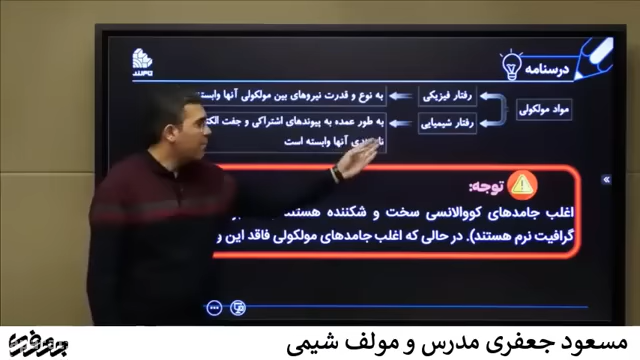 درسنامه
مواد مولکولی
رفتار فیزیکی
به نوع و قدرت نیروهای بین مولکولی آنها
رفتار شیمیایی
به طور عمده به پیوندهای اشتراکی و جفت
آنها وابسته است
توجه:
اغلب جامدهای کووالانسی سخت و شکننده هستند
گرافیت نرم هستند). در حالی که اغلب جامدهای مولکولی فاقد این و
مسعود جعفری مدرس و مولف شیمی